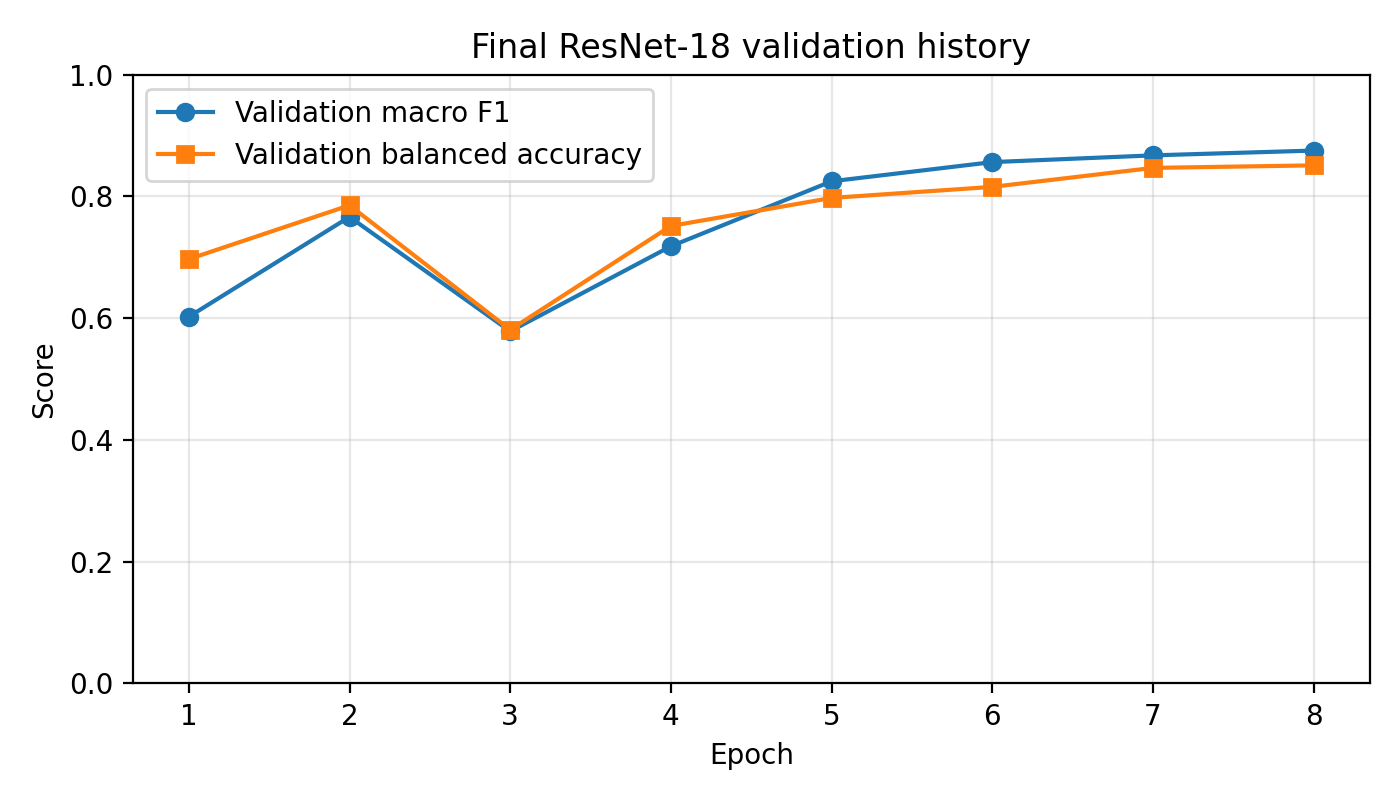 Final ResNet-18 validation history
1.0
Validation macro F1
Validation balanced accuracy
0.8
0.6
Score
0.4
0.2
0.0
1 2 3 4 5 6 7 8
Epoch